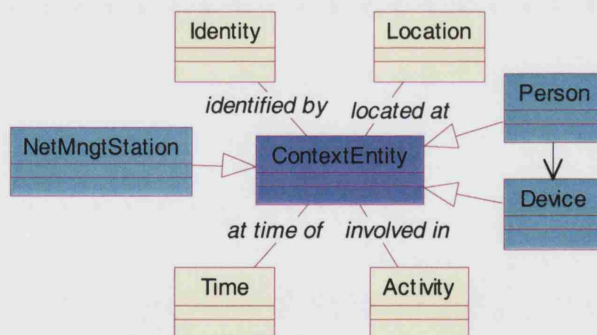 Identity
Location
identified by
located at
Person
NetMngtStation
ContextEntity
Device
at time of
involved in
Time
Activity